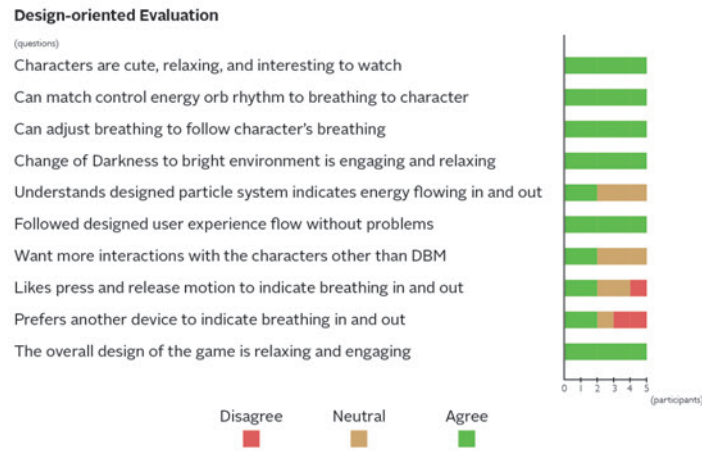 Design-oriented Evaluation
(questions)
Characters are cute, relaxing, and interesting to watch
Can match control energy orb rhythm to breathing to character
Can adjust breathing to follow character's breathing
Change of Darkness to bright environment is engaging and relaxing
Understands designed particle system indicates energy flowing in and out
Followed designed user experience flow without problems
Want more interactions with the characters other than DBM
Likes press and release motion to indicate breathing in and out
Prefers another device to indicate breathing in and out
The overall design of the game is relaxing and engaging
0 1 2 3 4 5
(participants)
Disagree Neutral Agree